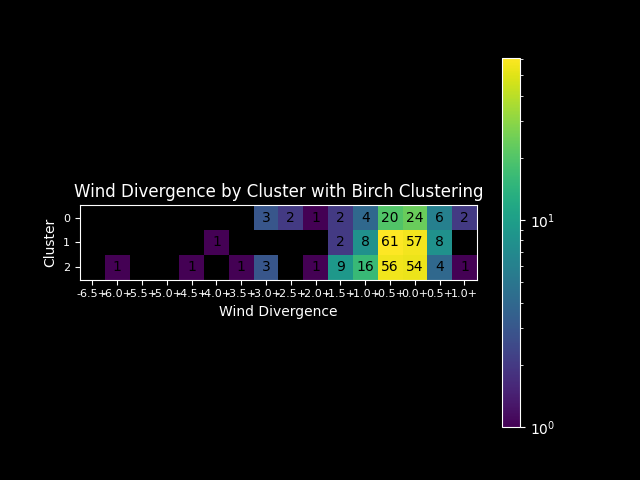 Wind Divergence by Cluster with Birch Clustering
Cluster
0 3 2 1 2 4 20 24 6 2
1 1 2 8 61 57 8
2 1 1 1 3 1 9 16 56 54 4 1
-6.5+ -6.0+ -5.5+ -5.0+ -4.5+ -4.0+ -3.5+ -3.0+ -2.5+ -2.0+ -1.5+ -1.0+ -0.5+ 0.0+ 0.5+ 1.0+
Wind Divergence
10¹
10⁰